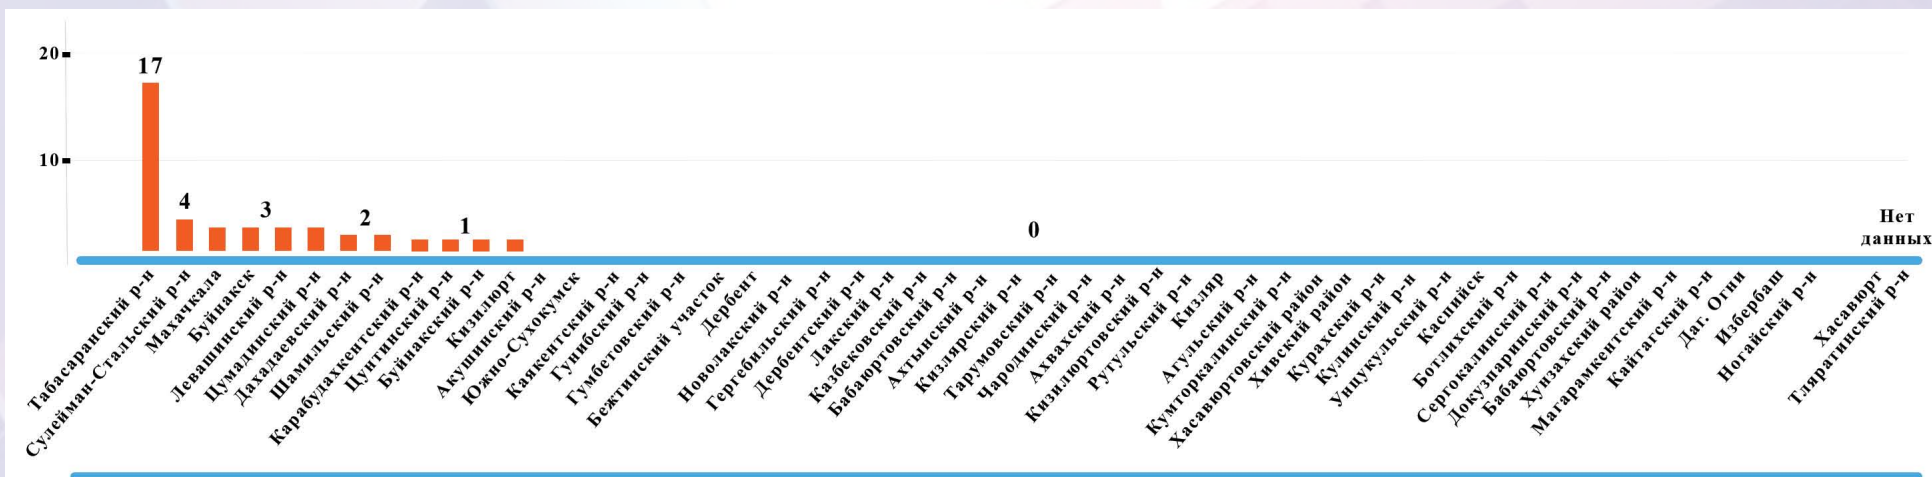 20
10
17
4
3
2
1
0
Нет
данных
Табасаранский р-н
Сулейман-Стальский р-н
Махачкала
Буйнакск
Левашинский р-н
Цумадинский р-н
Дахадаевский р-н
Шамильский р-н
Карабудахкентский р-н
Цунтинский р-н
Буйнакский р-н
Кизилюрт
Акушинский р-н
Южно-Сухокумск
Каякентский р-н
Гунибский р-н
Гумбетовский р-н
Бежтинский участок
Дербент
Новолакский р-н
Гергебильский р-н
Дербентский р-н
Лакский р-н
Казбековский р-н
Бабаюртовский р-н
Ахтынский р-н
Кизлярский р-н
Тарумовский р-н
Чародинский р-н
Ахвахский р-н
Кизилюртовский р-н
Рутульский р-н
Кизляр
Агульский р-н
Кумторкалинский р-н
Хасавюртовский район
Хивский район
Курахский р-н
Кулинский р-н
Унцукульский р-н
Каспийск
Ботлихский р-н
Сергокалинский р-н
Докузпаринский р-н
Бабаюртовский р-н
Хунзахский район
Магарамкентский р-н
Кайтагский р-н
Даг. Огни
Избербаш
Ногайский р-н
Хасавюрт
Тляратинский р-н